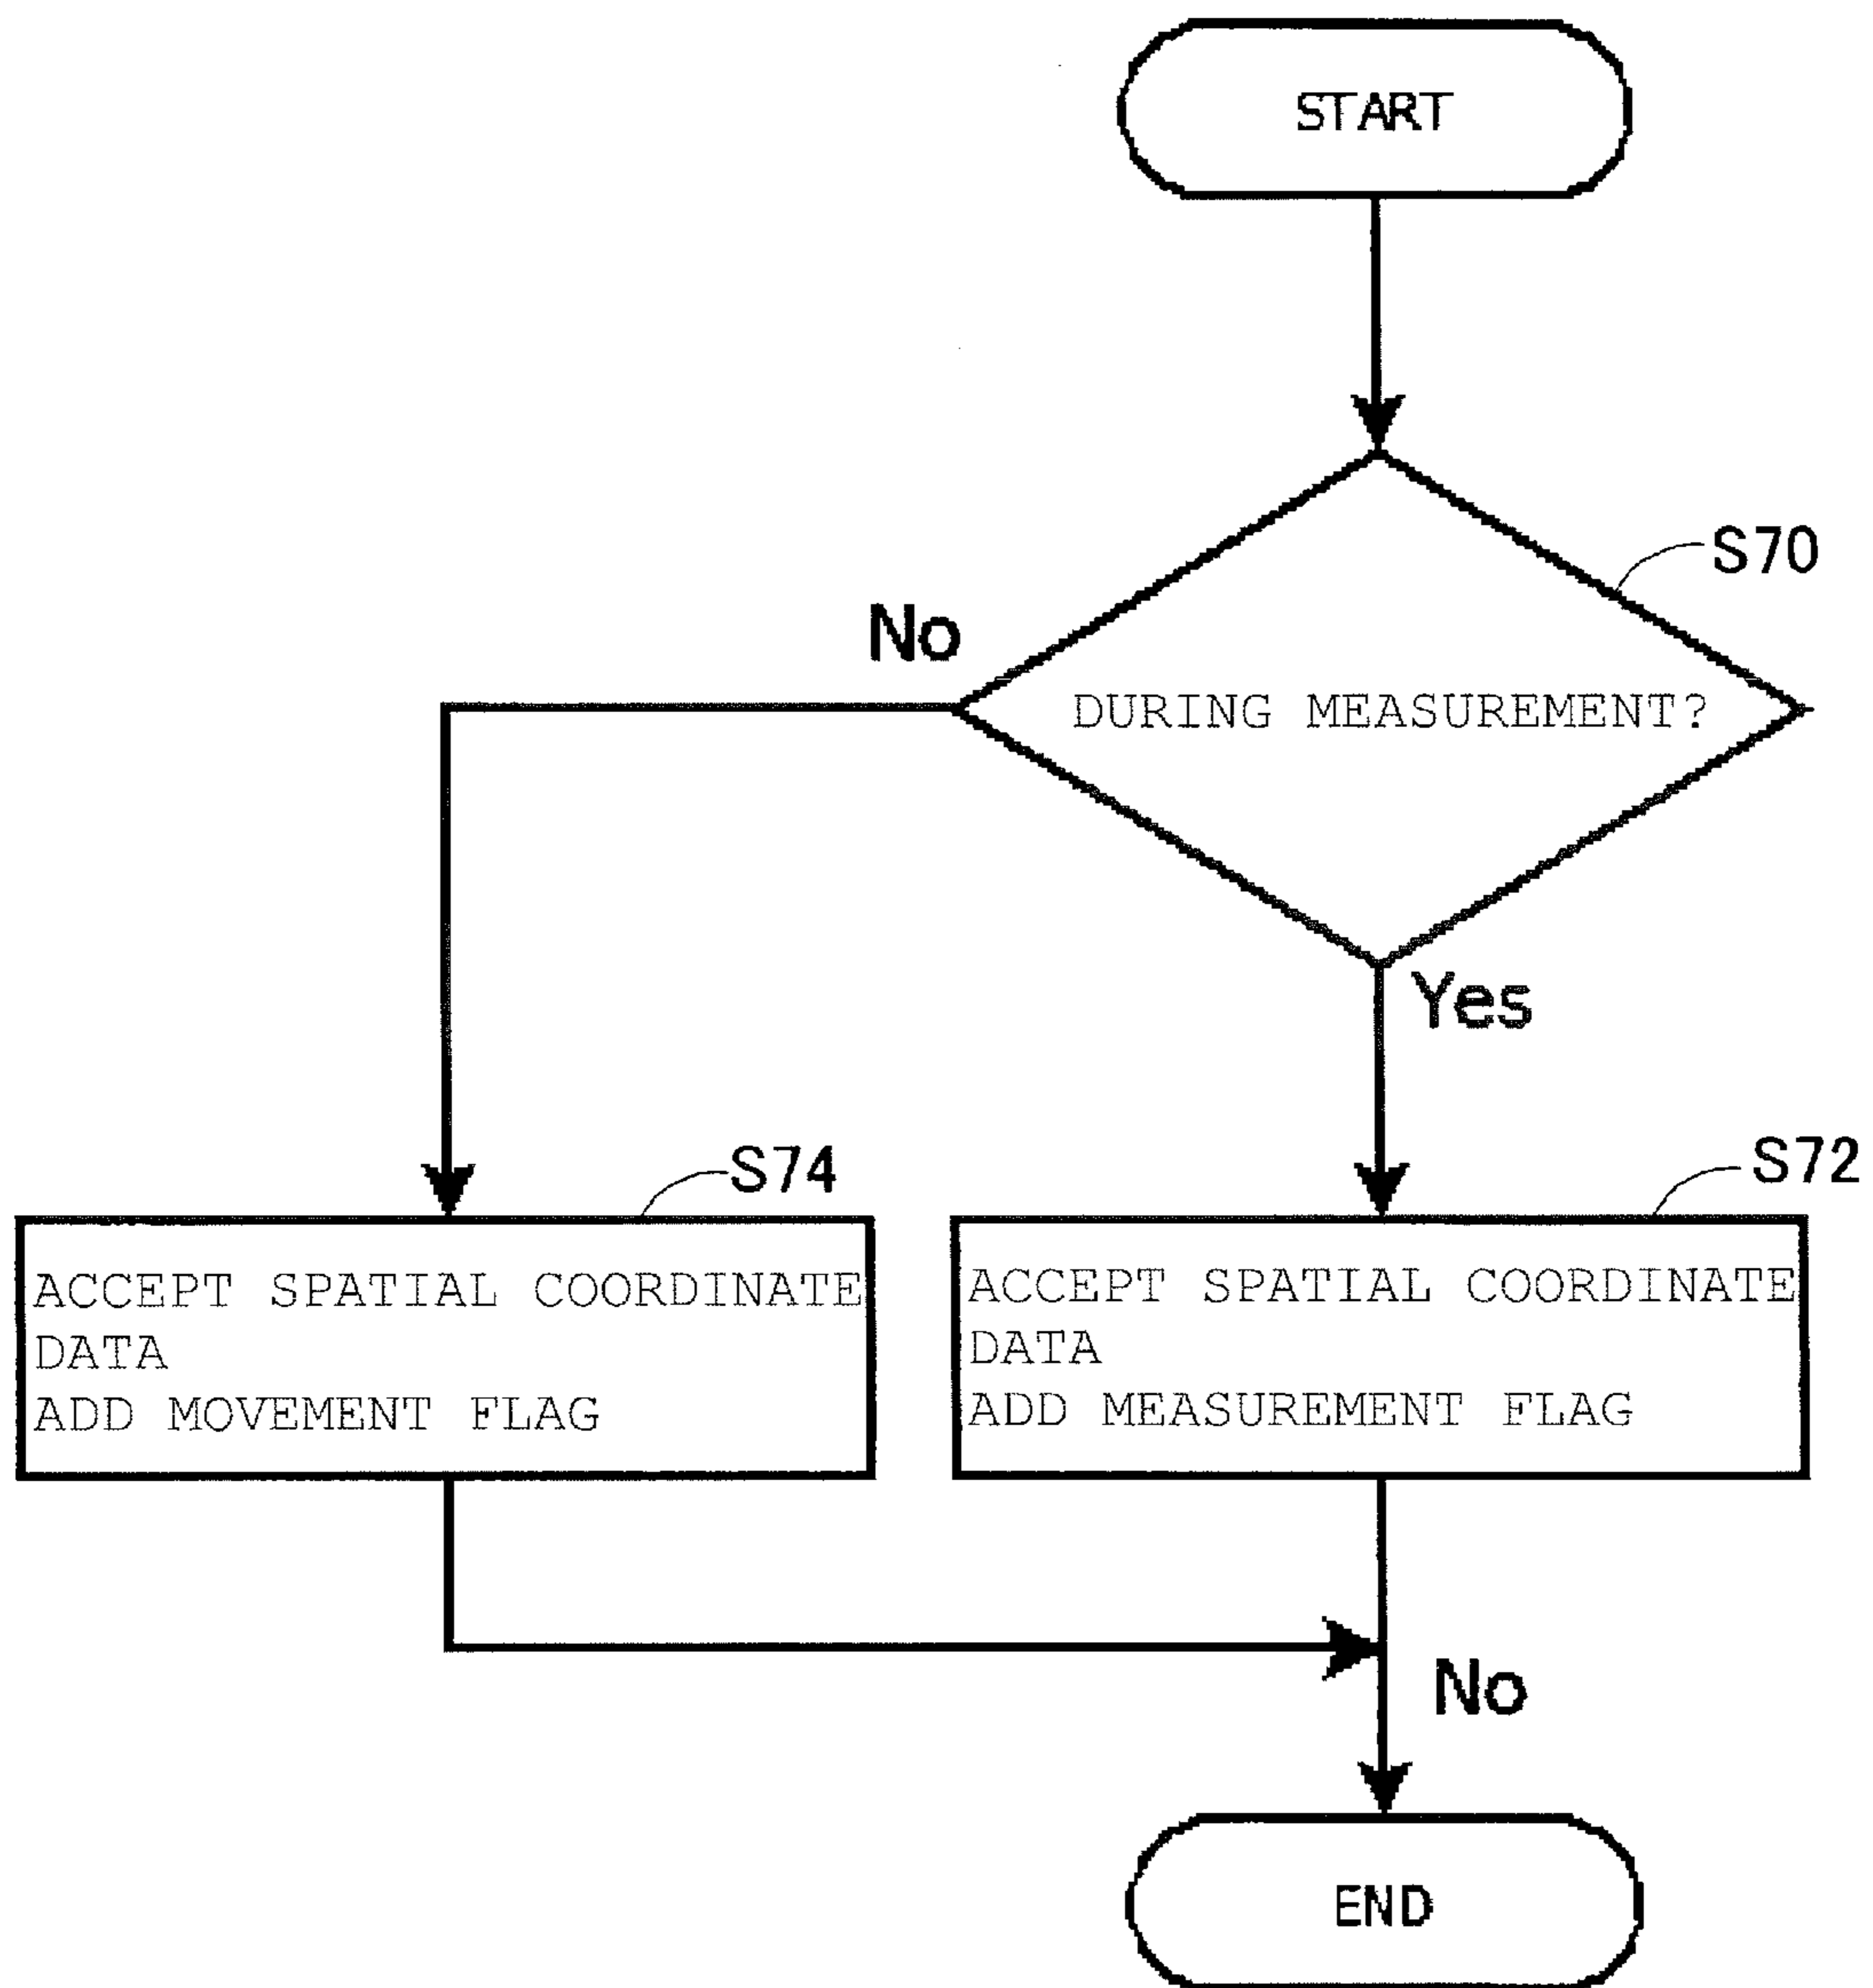 START
S70
No
DURING MEASUREMENT?
Yes
S74
S72
ACCEPT SPATIAL COORDINATE
DATA
ADD MOVEMENT FLAG
ACCEPT SPATIAL COORDINATE
DATA
ADD MEASUREMENT FLAG
No
END